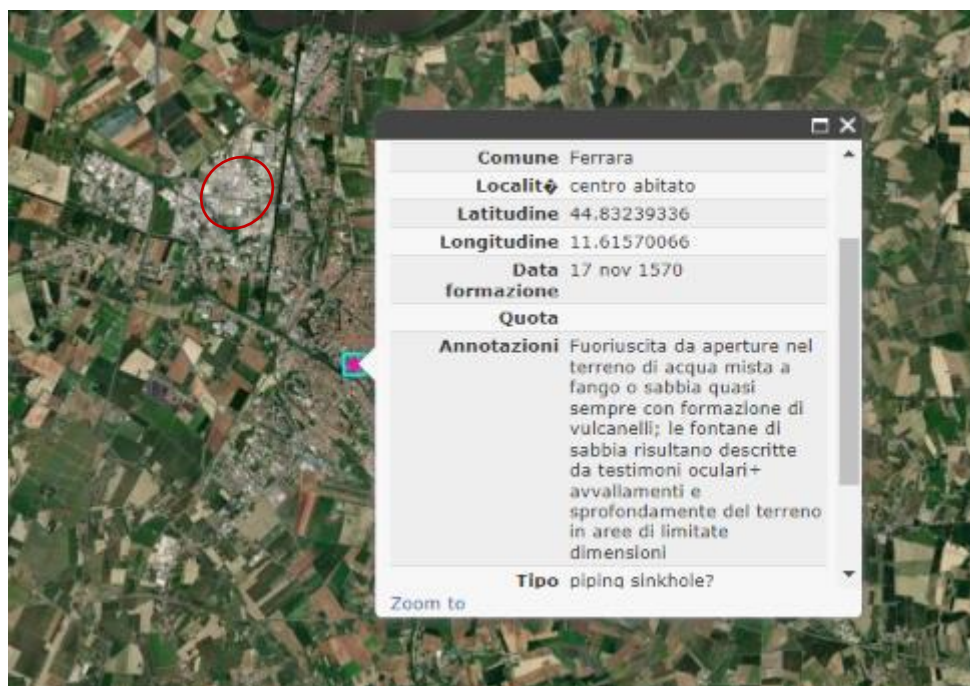 Comune Ferrara
Localit� centro abitato
Latitudine 44.83239336
Longitudine 11.61570066
Data 17 nov 1570
formazione
Quota
Annotazioni Fuoriuscita da aperture nel
terreno di acqua mista a
fango o sabbia quasi
sempre con formazione di
vulcanelli; le fontane di
sabbia risultano descritte
da testimoni oculari+
avvallamenti e
sprofondamente del terreno
in aree di limitate
dimensioni
Tipo piping sinkhole?
Zoom to